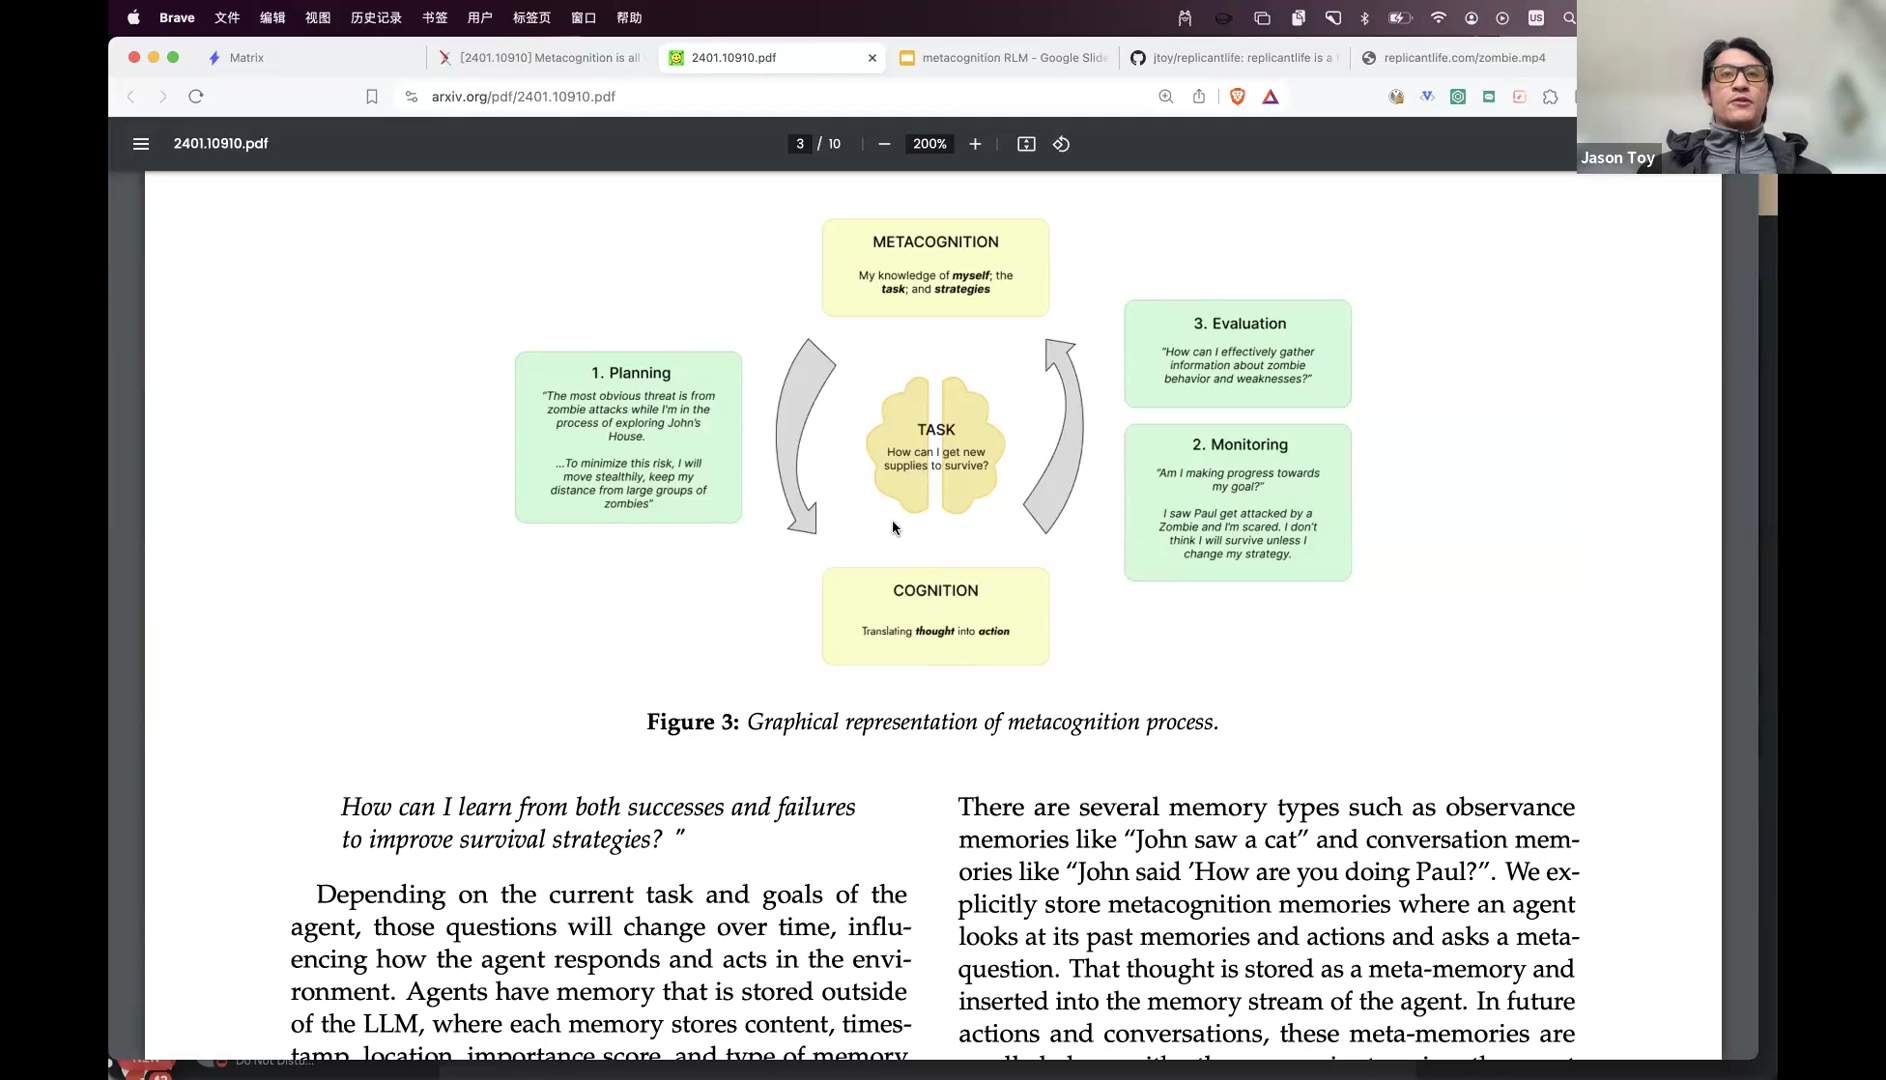 Brave 文件 编辑 视图 历史记录 书签 用户 标签页 窗口 帮助 US
Matrix [2401.10910] Metacognition is all 2401.10910.pdf metacognition RLM - Google Slide jtoy/replicantlife: replicantlife is a replicantlife.com/zombie.mp4
arxiv.org/pdf/2401.10910.pdf
2401.10910.pdf 3 / 10 200%
Jason Toy
METACOGNITION
My knowledge of myself; the
task; and strategies
1. Planning
“The most obvious threat is from
zombie attacks while I'm in the
process of exploring John's
House.
...To minimize this risk, I will
move stealthily, keep my
distance from large groups of
zombies”
TASK
How can I get new
supplies to survive?
3. Evaluation
“How can I effectively gather
information about zombie
behavior and weaknesses?”
2. Monitoring
“Am I making progress towards
my goal?”
I saw Paul get attacked by a
Zombie and I'm scared. I don't
think I will survive unless I
change my strategy.
COGNITION
Translating thought into action
Figure 3: Graphical representation of metacognition process.
How can I learn from both successes and failures
to improve survival strategies? ”
Depending on the current task and goals of the
agent, those questions will change over time, influ-
encing how the agent responds and acts in the envi-
ronment. Agents have memory that is stored outside
of the LLM, where each memory stores content, times-
tamp, location, importance score, and type of memory
There are several memory types such as observance
memories like “John saw a cat” and conversation mem-
ories like “John said ’How are you doing Paul?”. We ex-
plicitly store metacognition memories where an agent
looks at its past memories and actions and asks a meta-
question. That thought is stored as a meta-memory and
inserted into the memory stream of the agent. In future
actions and conversations, these meta-memories are